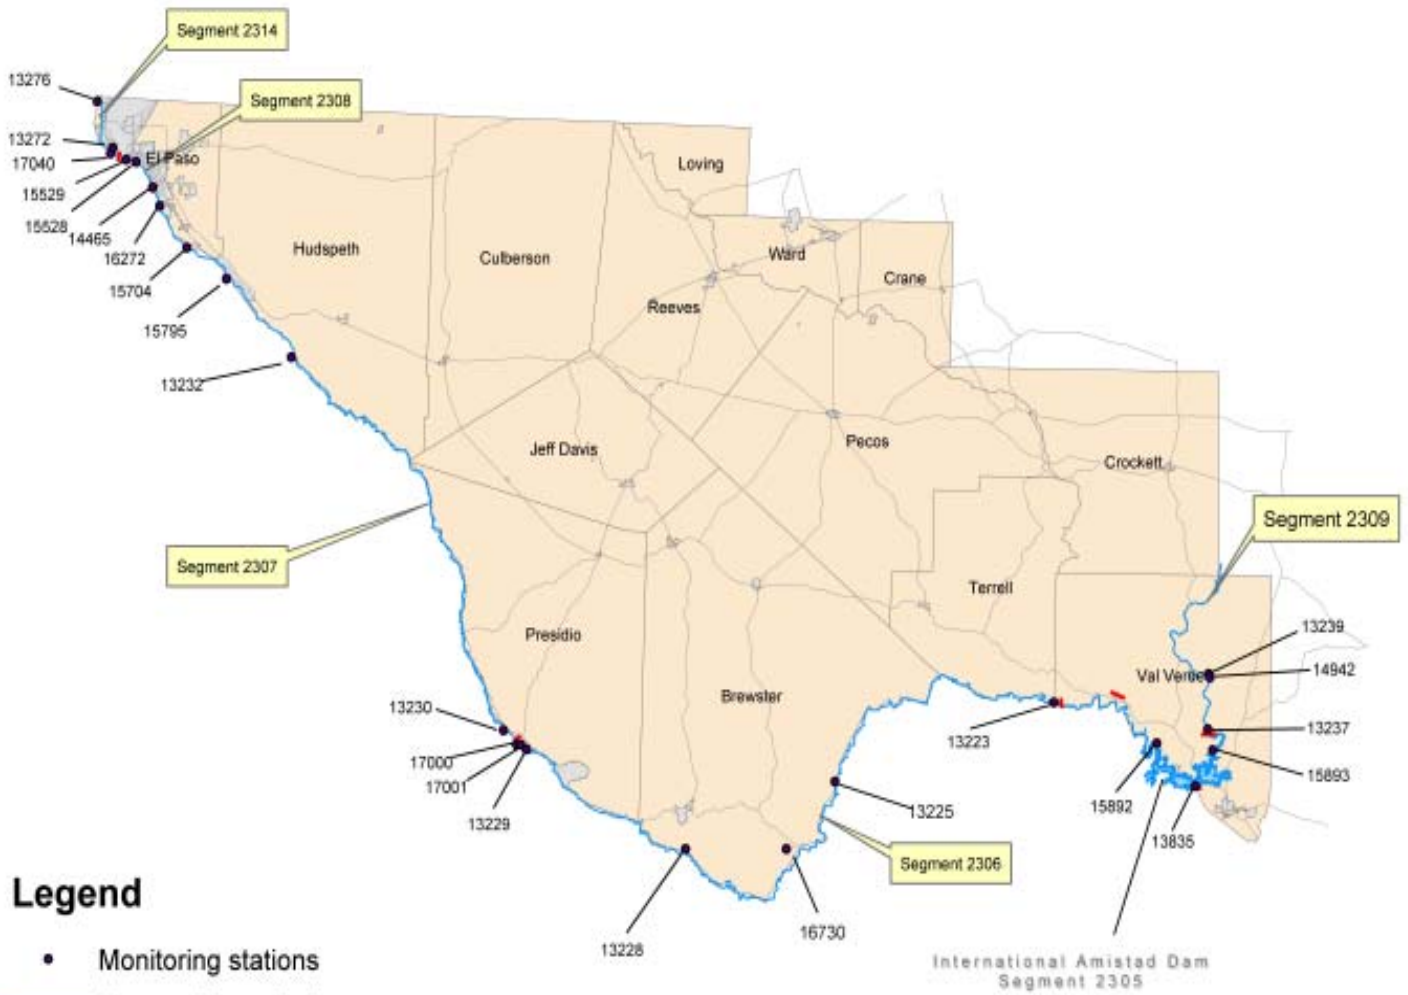 Segment 2314
13276
Segment 2308
13272
El Paso
17040
15529
15528
14465
16272
15704
15795
13232
Hudspeth
Culberson
Loving
Ward
Crane
Reeves
Jeff Davis
Pecos
Crockett
Segment 2309
Segment 2307
Terrell
Presidio
Brewster
Val Verde
13239
14942
13237
15893
13230
17000
17001
13229
13223
13225
15892
13835
Segment 2306
13228
16730
International Amistad Dam
Segment 2305
Legend
Monitoring stations